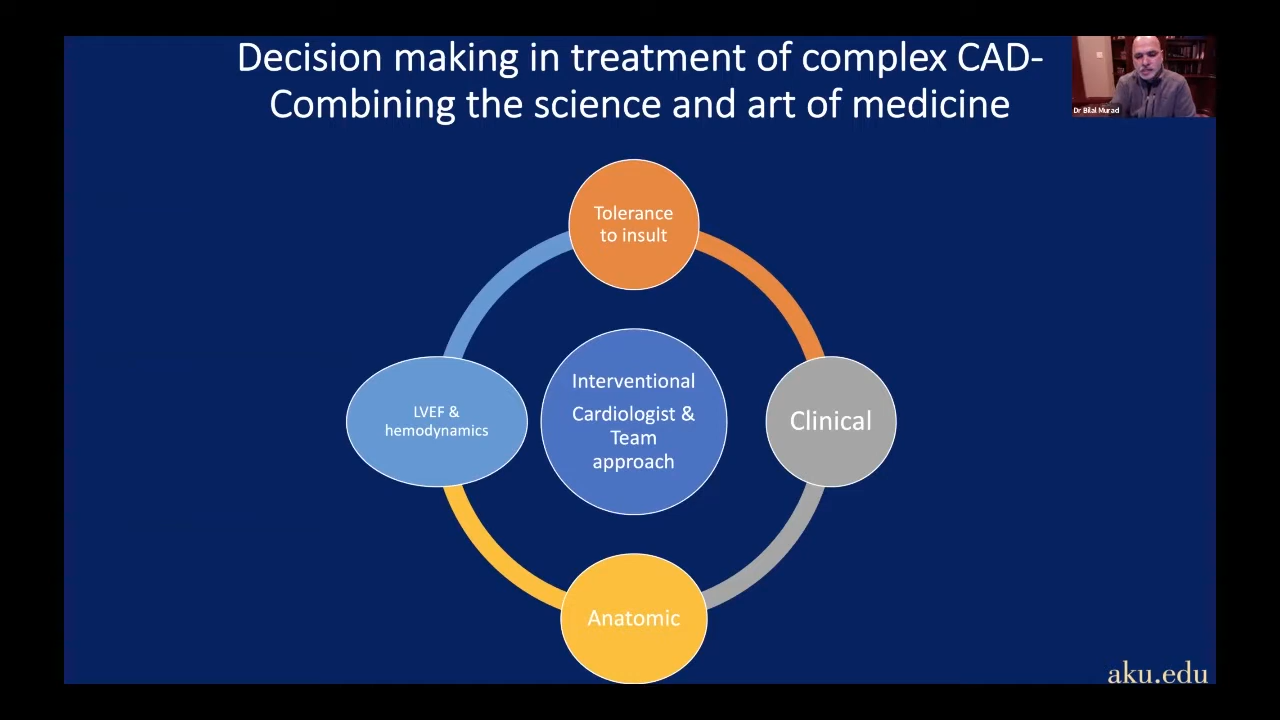 Decision making in treatment of complex CAD-
Combining the science and art of medicine
Dr Bilal Murad
Tolerance
to insult
LVEF &
hemodynamics
Interventional
Cardiologist &
Team
approach
Clinical
Anatomic
aku.edu